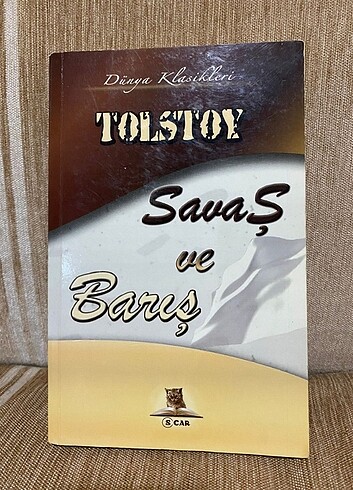 Dünya Klasikleri
TOLSTOY
SavaŞ
ve
Barış
S CAR